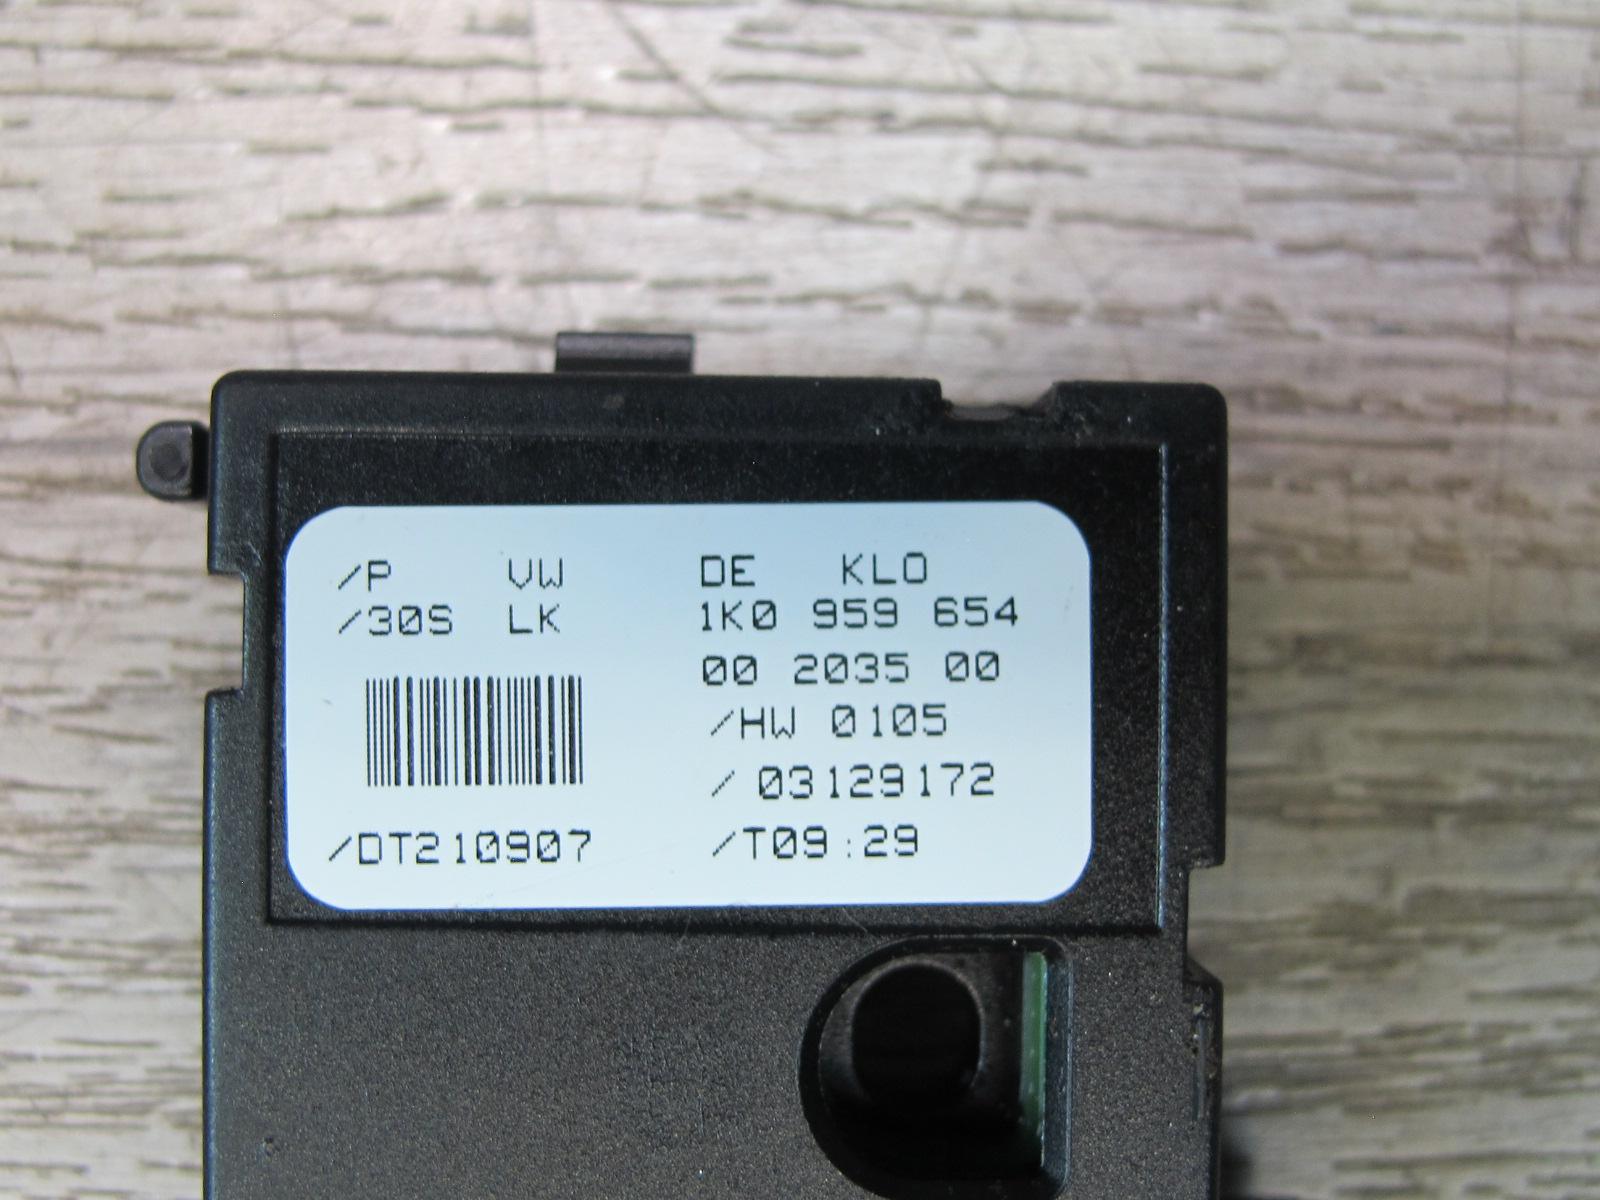 /P VW DE KLO
/30S LK 1K0 959 654
00 2035 00
/HW 0105
/ 03129172
/DT210907 /T09:29